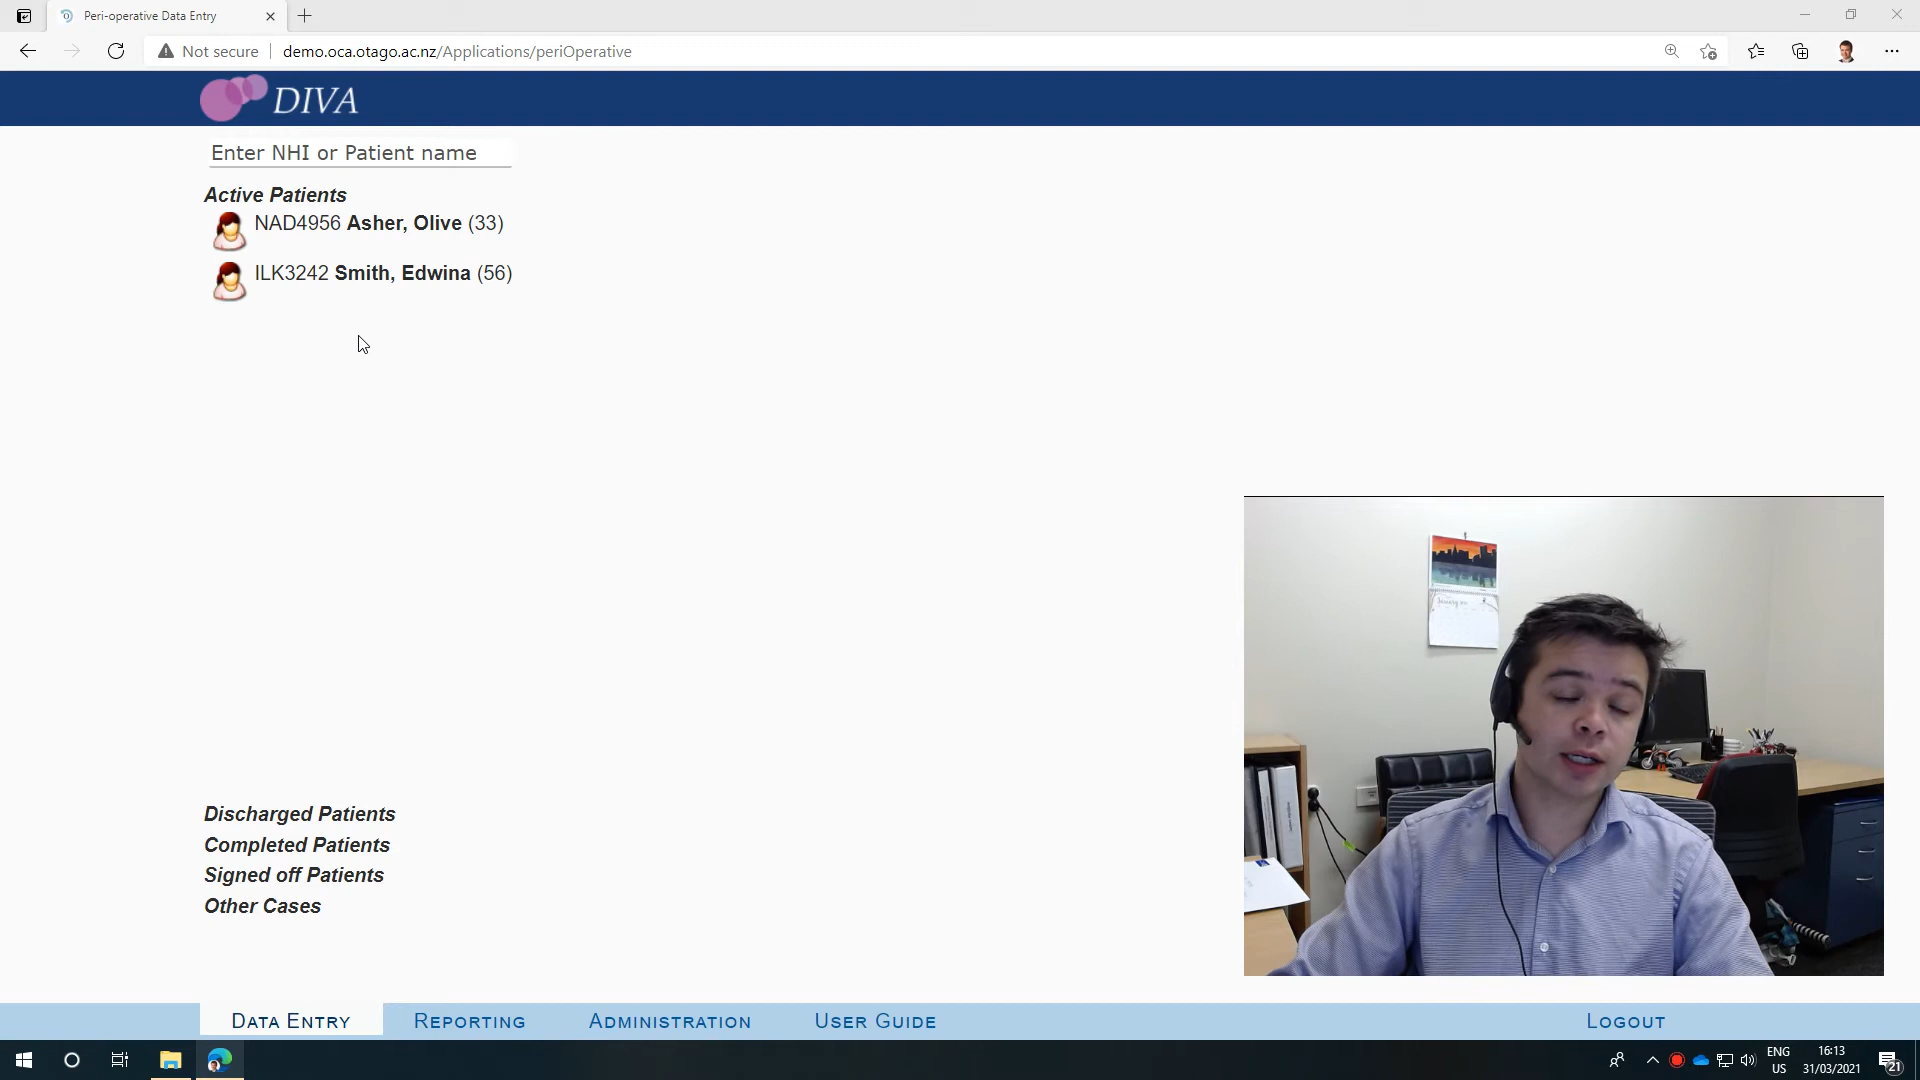 Peri-operative Data Entry
Not secure
demo.oca.otago.ac.nz/Applications/periOperative
DIVA
Enter NHI or Patient name
Active Patients
NAD4956 Asher, Olive (33)
ILK3242 Smith, Edwina (56)
Discharged Patients
Completed Patients
Signed off Patients
Other Cases
DATA ENTRY
REPORTING
ADMINISTRATION
USER GUIDE
LOGOUT
ENG
US
16:13
31/03/2021
21